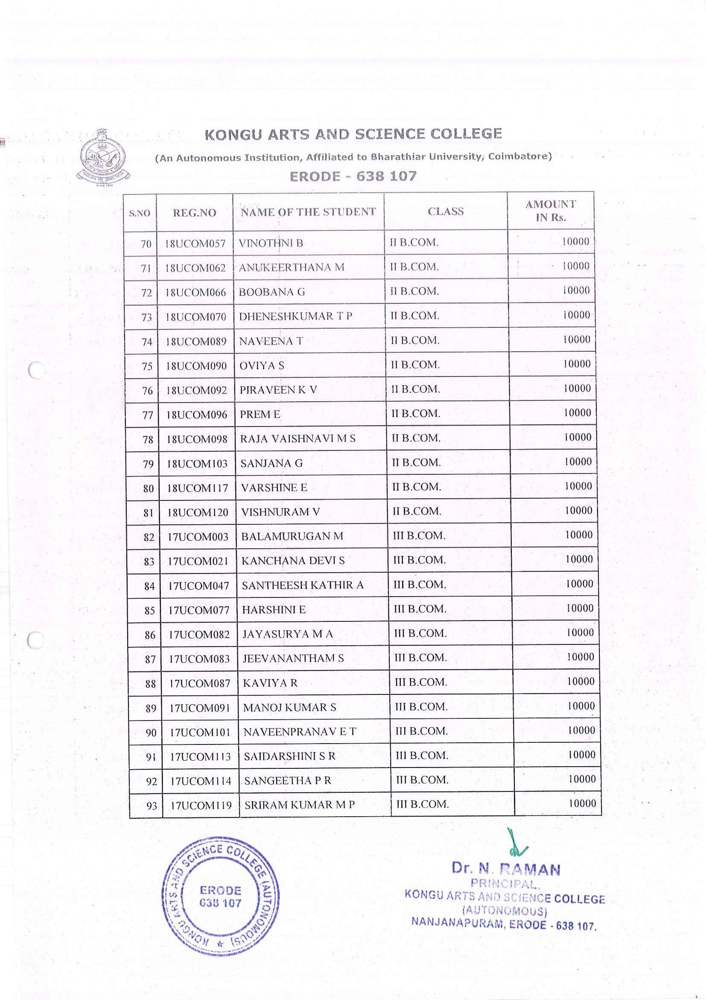 KONGU ARTS AND SCIENCE COLLEGE
(An Autonomous Institution, Affiliated to Bharathiar University, Coimbatore)
ERODE - 638 107
S.NO REG.NO NAME OF THE STUDENT CLASS AMOUNT IN Rs.
70 18UCOM057 VINOTHNI B II B.COM. 10000
71 18UCOM062 ANUKEERTHANA M II B.COM. 10000
72 18UCOM066 BOOBANA G II B.COM. 10000
73 18UCOM070 DHENESHKUMAR T P II B.COM. 10000
74 18UCOM089 NAVEENA T II B.COM. 10000
75 18UCOM090 OVIYA S II B.COM. 10000
76 18UCOM092 PIRAVEEN K V II B.COM. 10000
77 18UCOM096 PREM E II B.COM. 10000
78 18UCOM098 RAJA VAISHNAVI M S II B.COM. 10000
79 18UCOM103 SANJANA G II B.COM. 10000
80 18UCOM117 VARSHINE E II B.COM. 10000
81 18UCOM120 VISHNURAM V II B.COM. 10000
82 17UCOM003 BALAMURUGAN M III B.COM. 10000
83 17UCOM021 KANCHANA DEVI S III B.COM. 10000
84 17UCOM047 SANTHEESH KATHIR A III B.COM. 10000
85 17UCOM077 HARSHINI E III B.COM. 10000
86 17UCOM082 JAYASURYA M A III B.COM. 10000
87 17UCOM083 JEEVANANTHAM S III B.COM. 10000
88 17UCOM087 KAVIYA R III B.COM. 10000
89 17UCOM091 MANOJ KUMAR S III B.COM. 10000
90 17UCOM101 NAVEENPRANAV E T III B.COM. 10000
91 17UCOM113 SAIDARSHINI S R III B.COM. 10000
92 17UCOM114 SANGEETHA P R III B.COM. 10000
93 17UCOM119 SRIRAM KUMAR M P III B.COM. 10000
KONGU ARTS AND SCIENCE COLLEGE (AUTONOMOUS)
ERODE
638 107
Dr. N. RAMAN
PRINCIPAL,
KONGU ARTS AND SCIENCE COLLEGE
(AUTONOMOUS)
NANJANAPURAM, ERODE - 638 107.